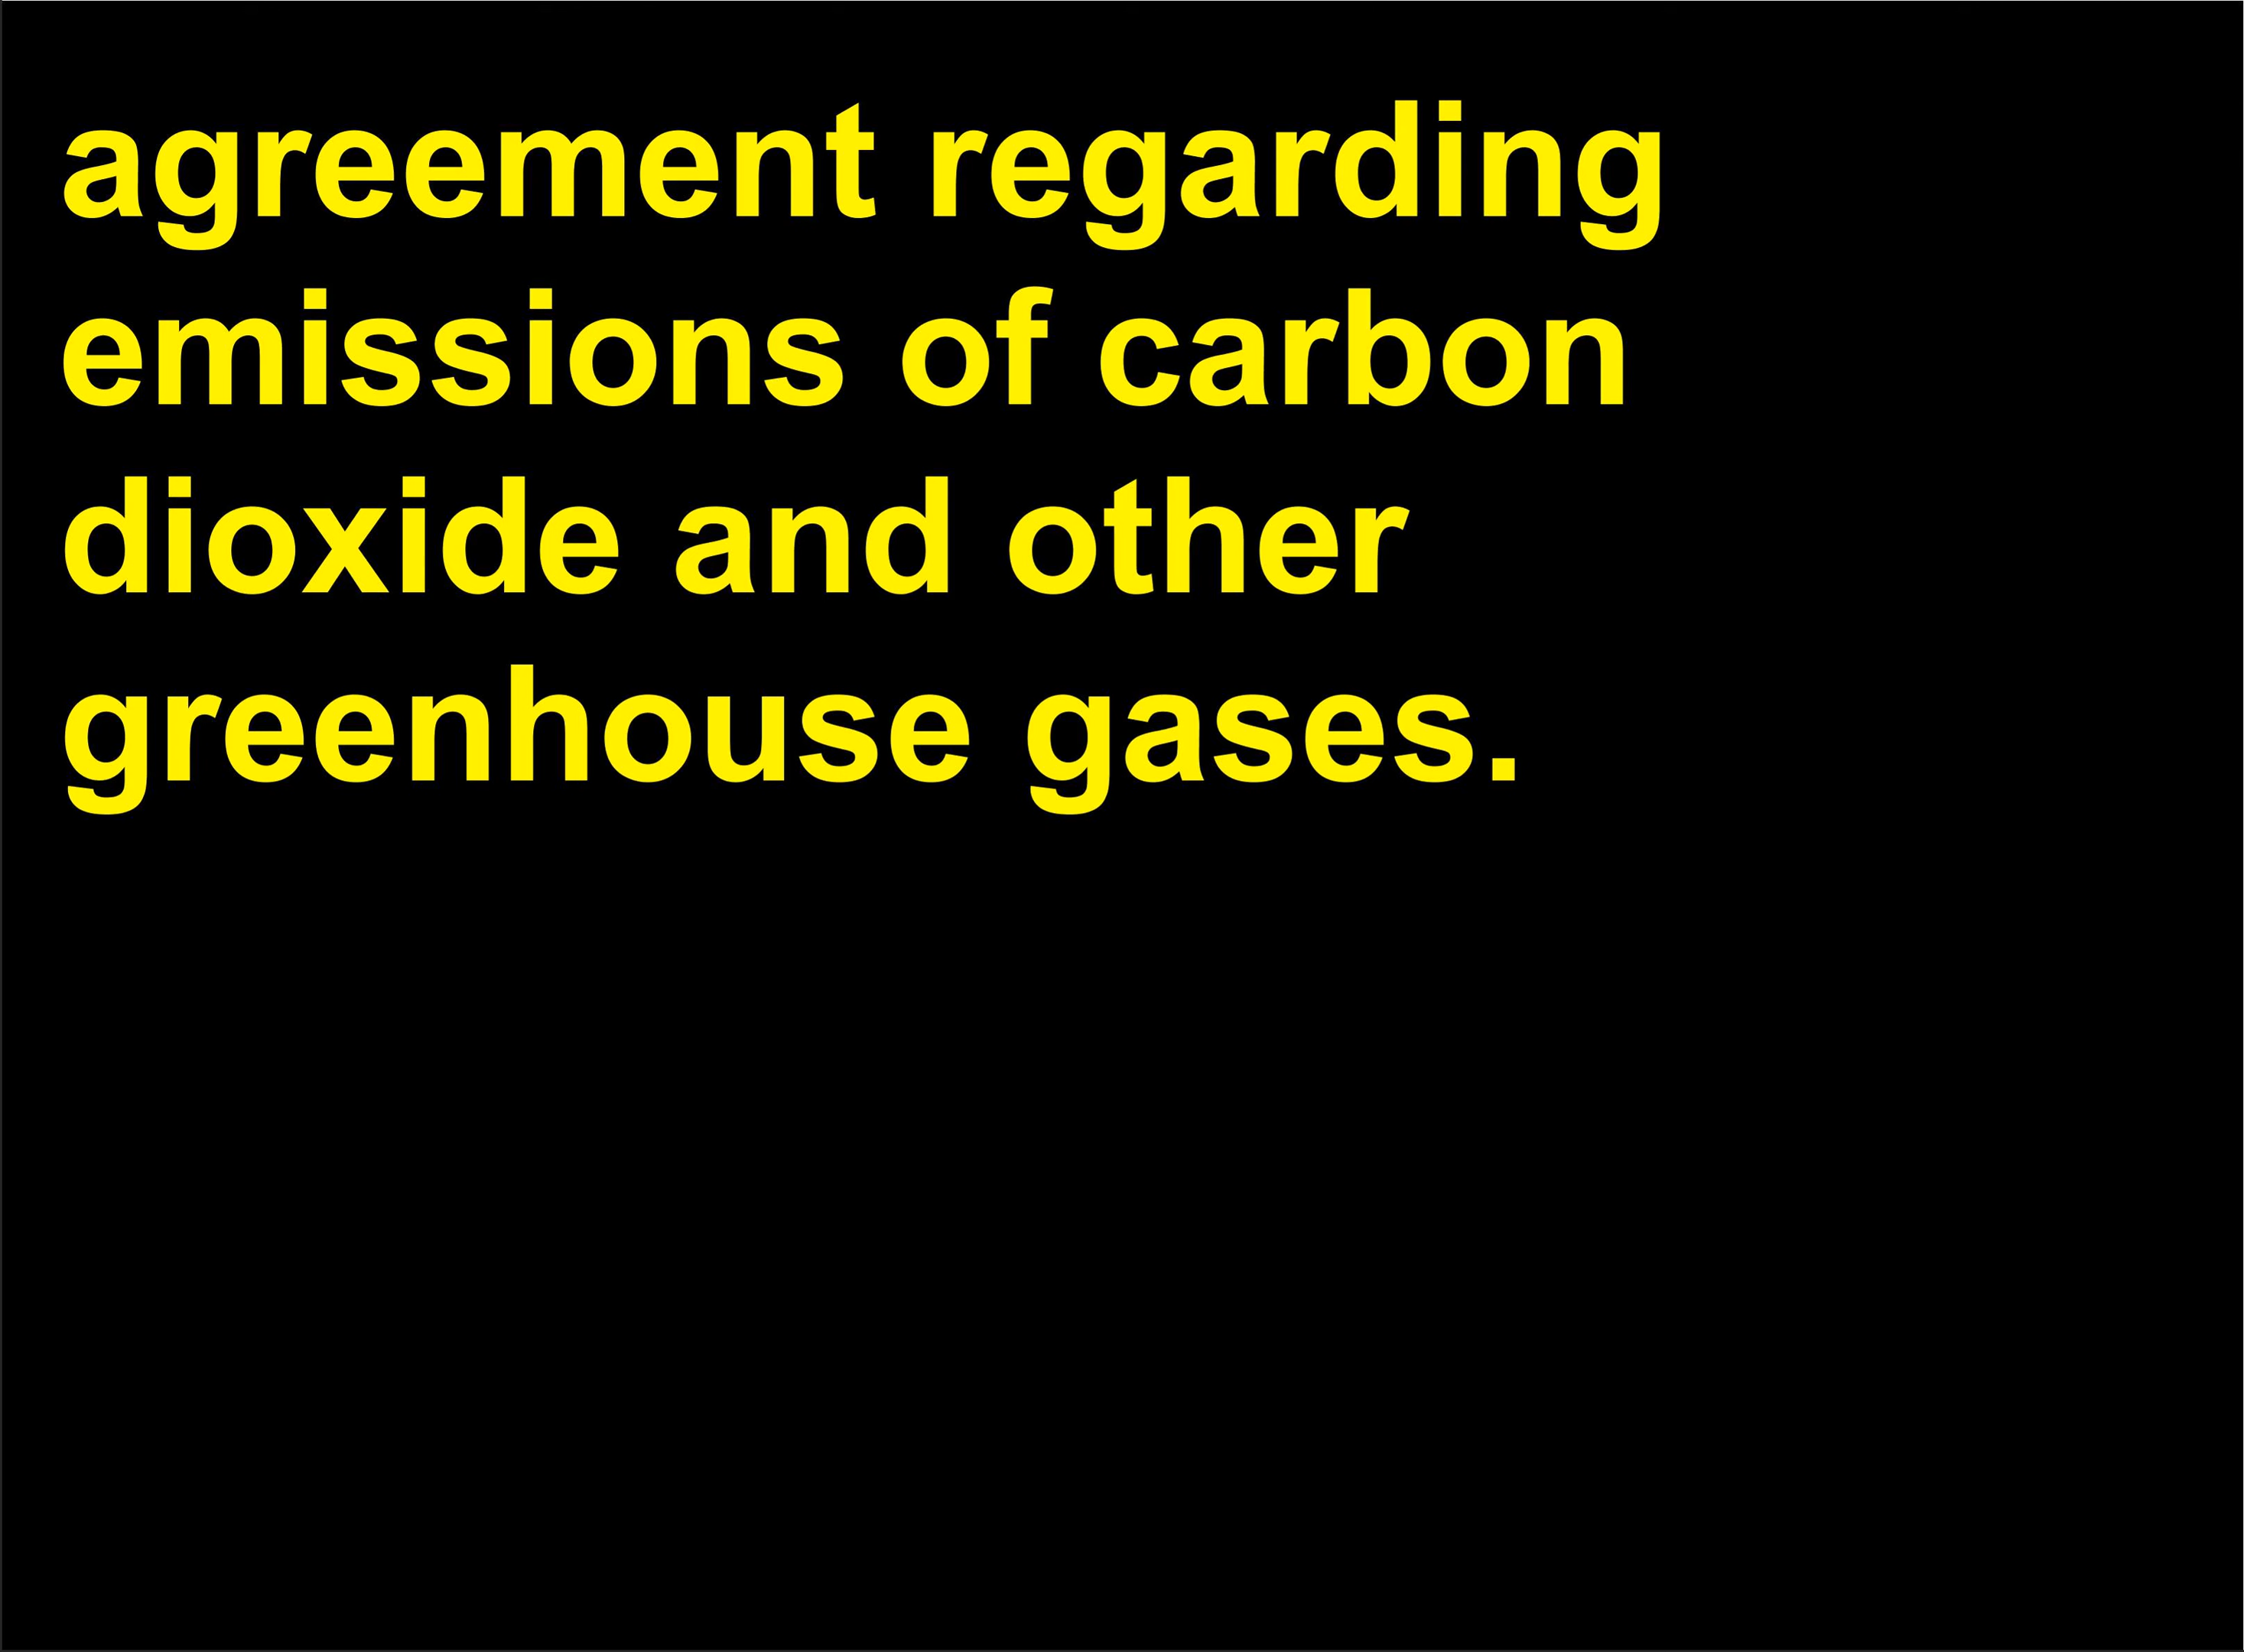 agreement regarding
emissions of carbon
dioxide and other
greenhouse gases.